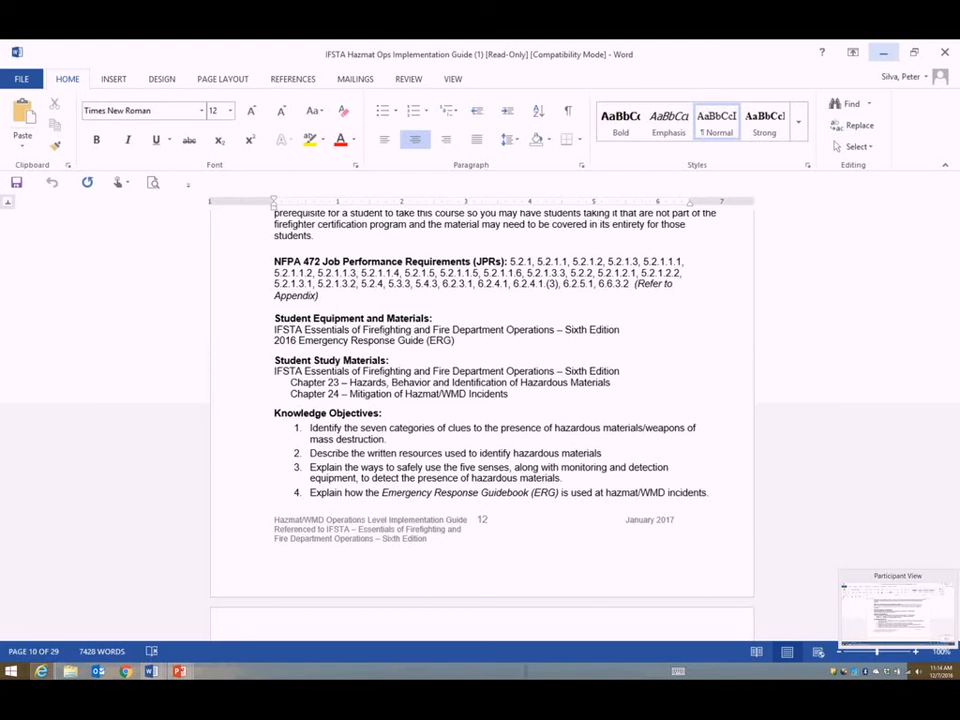 IFSTA Hazmat Ops Implementation Guide (1) [Read-Only] [Compatibility Mode] - Word
Silva, Peter
FILE HOME INSERT DESIGN PAGE LAYOUT REFERENCES MAILINGS REVIEW VIEW
Times New Roman 12
Paste
Clipboard Font Paragraph Styles Editing
AaBbCc AaBbCcI AaBbCcI AaBbCcI
Bold Emphasis ¶ Normal Strong
Find
Replace
Select
prerequisite for a student to take this course so you may have students taking it that are not part of the
firefighter certification program and the material may need to be covered in its entirety for those
students.
NFPA 472 Job Performance Requirements (JPRs): 5.2.1, 5.2.1.1, 5.2.1.2, 5.2.1.3, 5.2.1.1.1,
5.2.1.1.2, 5.2.1.1.3, 5.2.1.1.4, 5.2.1.5, 5.2.1.1.5, 5.2.1.1.6, 5.2.1.3.3, 5.2.2, 5.2.1.2.1, 5.2.1.2.2,
5.2.1.3.1, 5.2.1.3.2, 5.2.4, 5.3.3, 5.4.3, 6.2.3.1, 6.2.4.1, 6.2.4.1.(3), 6.2.5.1, 6.6.3.2 (Refer to
Appendix)
Student Equipment and Materials:
IFSTA Essentials of Firefighting and Fire Department Operations – Sixth Edition
2016 Emergency Response Guide (ERG)
Student Study Materials:
IFSTA Essentials of Firefighting and Fire Department Operations – Sixth Edition
Chapter 23 – Hazards, Behavior and Identification of Hazardous Materials
Chapter 24 – Mitigation of Hazmat/WMD Incidents
Knowledge Objectives:
1. Identify the seven categories of clues to the presence of hazardous materials/weapons of
mass destruction.
2. Describe the written resources used to identify hazardous materials
3. Explain the ways to safely use the five senses, along with monitoring and detection
equipment, to detect the presence of hazardous materials.
4. Explain how the Emergency Response Guidebook (ERG) is used at hazmat/WMD incidents.
Hazmat/WMD Operations Level Implementation Guide 12 January 2017
Referenced to IFSTA – Essentials of Firefighting and
Fire Department Operations – Sixth Edition
Participant View
PAGE 10 OF 29 7428 WORDS 100%
11:14 AM
12/7/2016